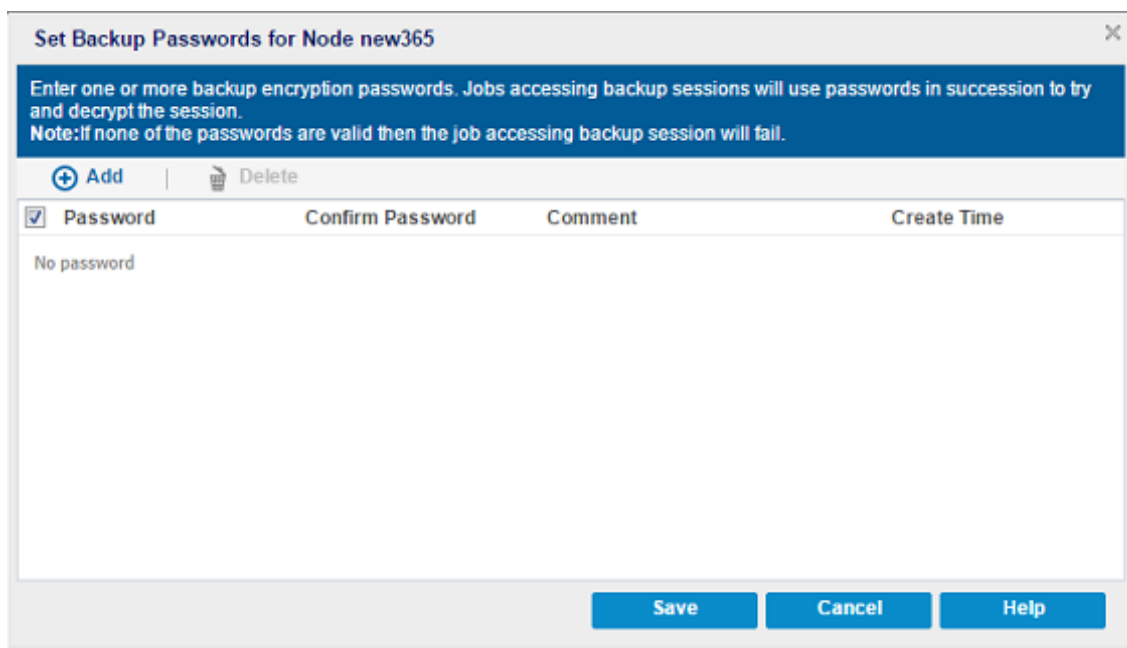 Set Backup Passwords for Node new365
Enter one or more backup encryption passwords. Jobs accessing backup sessions will use passwords in succession to try
and decrypt the session.
Note:If none of the passwords are valid then the job accessing backup session will fail.
Add | Delete
Password Confirm Password Comment Create Time
No password
Save Cancel Help